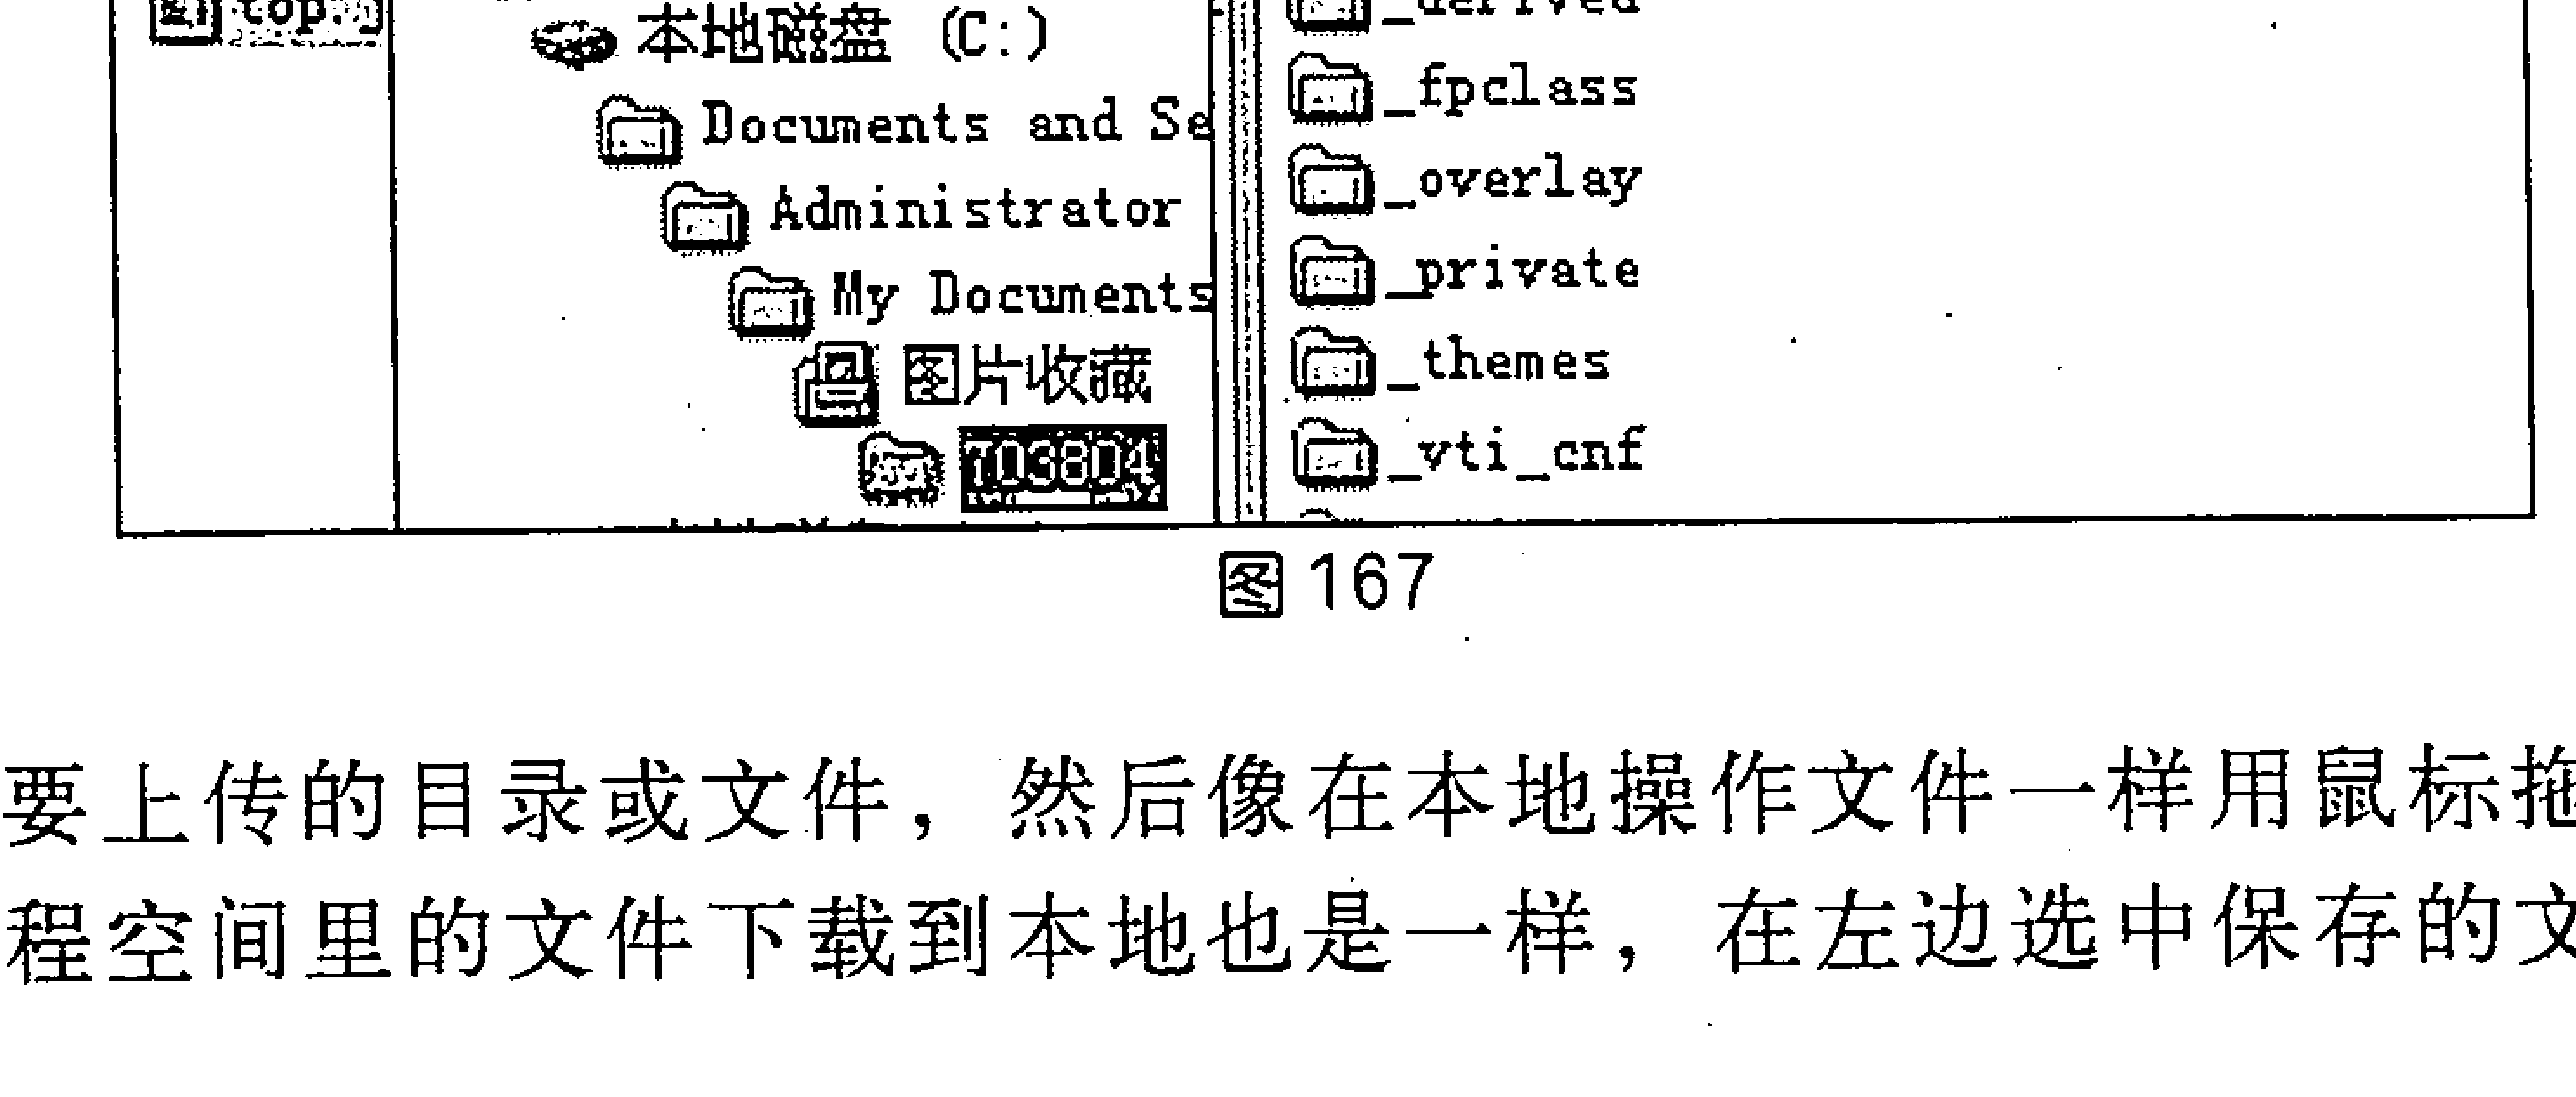 本地磁盘 (C:)
Documents and Se
Administrator
My Documents
图片收藏
703804
_derived
_fpclass
_overlay
_private
_themes
_vti_cnf
图 167
要上传的目录或文件，然后像在本地操作文件一样用鼠标拖
程空间里的文件下载到本地也是一样，在左边选中保存的文